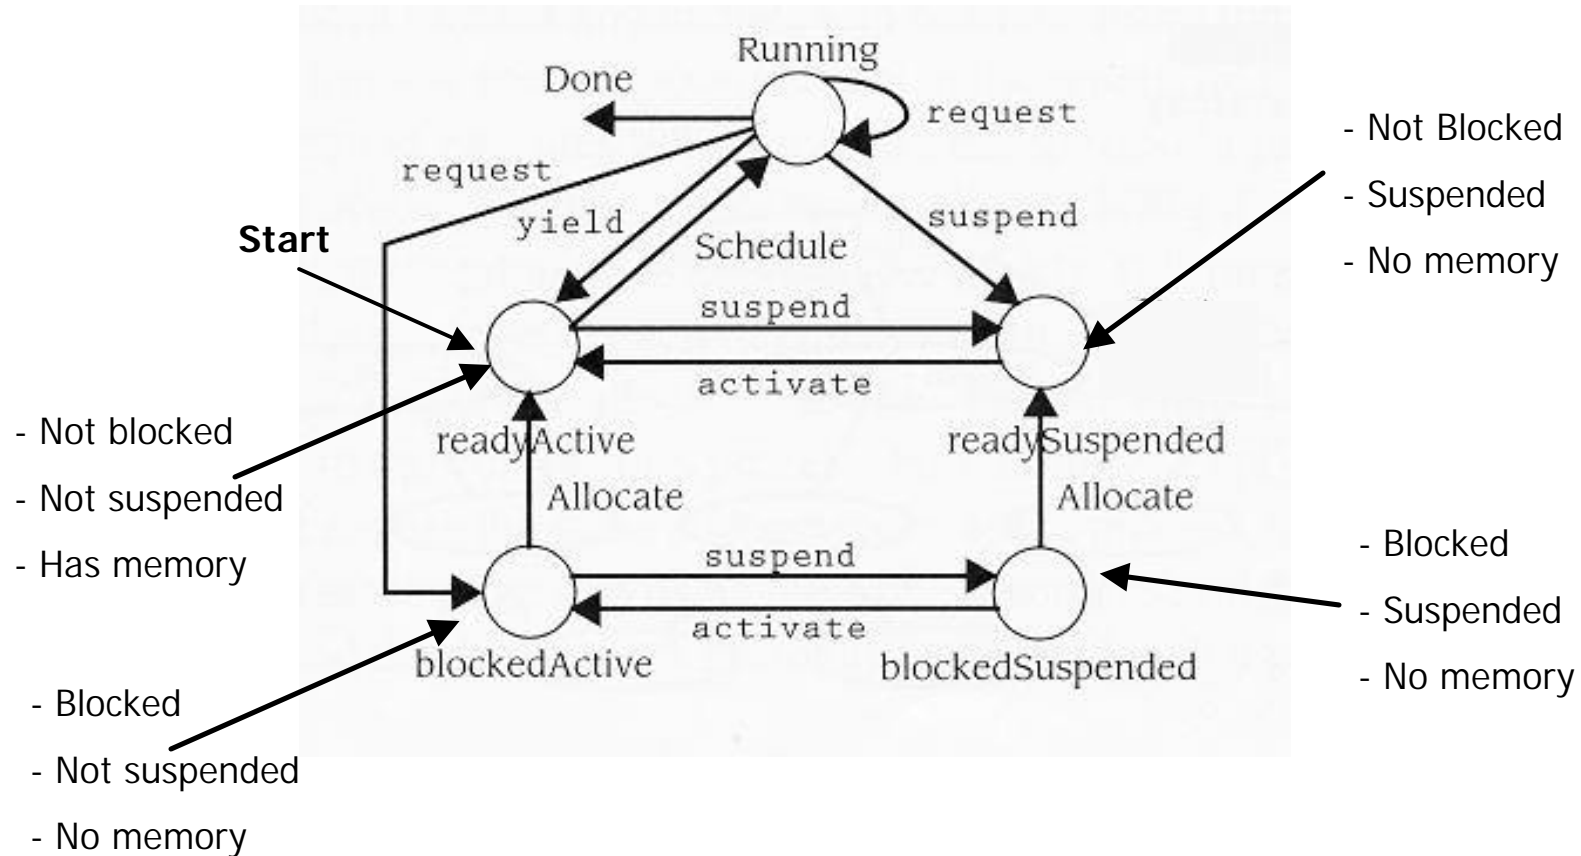 Running
Done
request
- Not Blocked
- Suspended
- No memory
request
yield
suspend
Start
Schedule
suspend
activate
- Not blocked
- Not suspended
- Has memory
readyActive
readySuspended
Allocate
Allocate
suspend
activate
- Blocked
- Suspended
- No memory
blockedActive
blockedSuspended
- Blocked
- Not suspended
- No memory